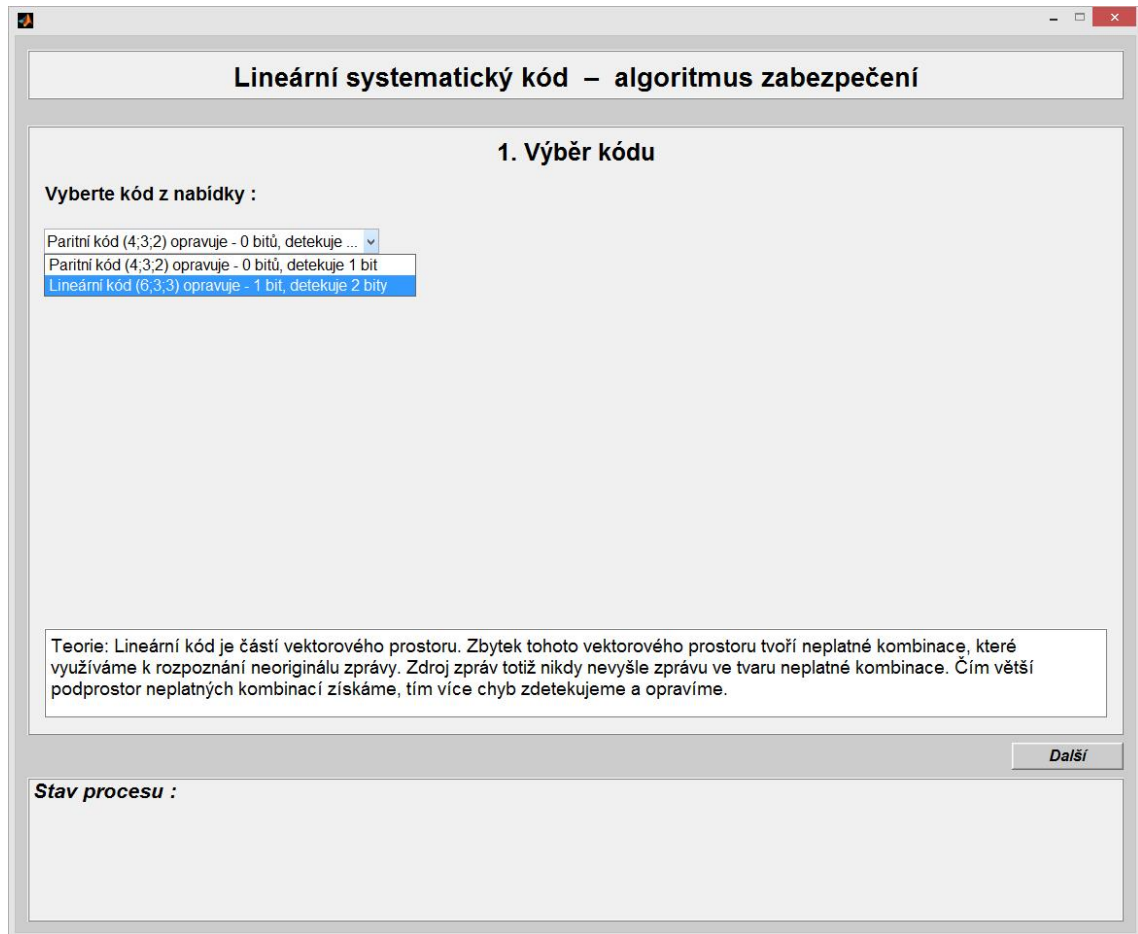 Lineární systematický kód – algoritmus zabezpečení
1. Výběr kódu
Vyberte kód z nabídky :
Paritní kód (4;3;2) opravuje - 0 bitů, detekuje ...
Paritní kód (4;3;2) opravuje - 0 bitů, detekuje 1 bit
Lineární kód (6;3;3) opravuje - 1 bit, detekuje 2 bity
Teorie: Lineární kód je částí vektorového prostoru. Zbytek tohoto vektorového prostoru tvoří neplatné kombinace, které
využíváme k rozpoznání neoriginálu zprávy. Zdroj zpráv totiž nikdy nevyšle zprávu ve tvaru neplatné kombinace. Čím větší
podprostor neplatných kombinací získáme, tím více chyb zdetekujeme a opravíme.
Další
Stav procesu :